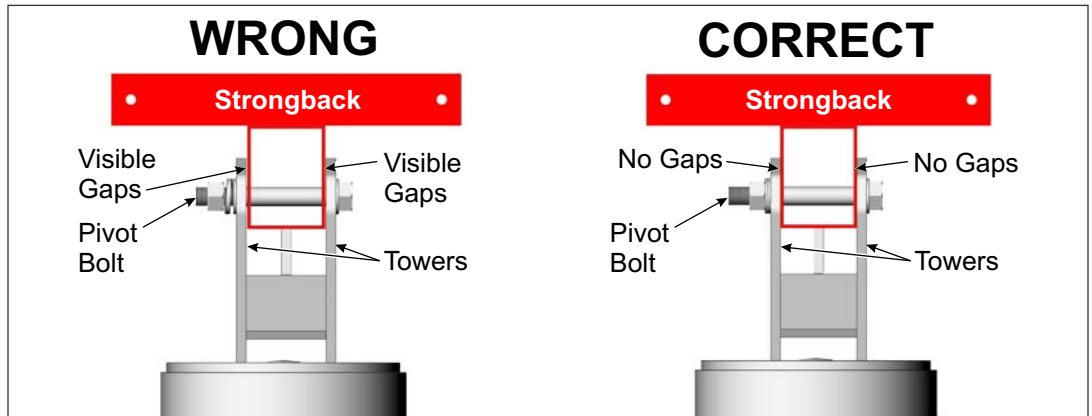 WRONG
Strongback
Visible
Gaps
Visible
Gaps
Pivot
Bolt
Towers
CORRECT
Strongback
No Gaps
No Gaps
Pivot
Bolt
Towers